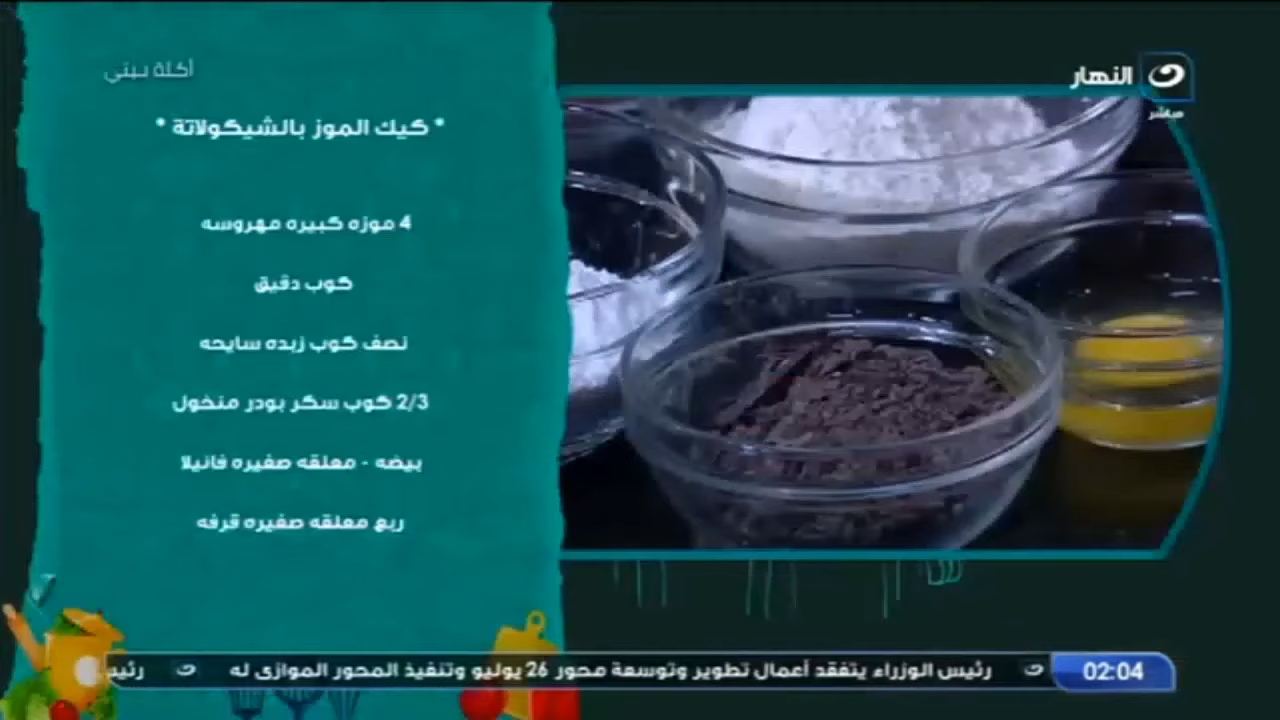 أكلة بيتي
النهار
مباشر
* كيك الموز بالشيكولاتة *
4 موزه كبيره مهروسه
كوب دقيق
نصف كوب زبده سايحه
2/3 كوب سكر بودر منخول
بيضه - معلقه صغيره فانيلا
ربع معلقه صغيره قرفه
02:04 رئيس الوزراء يتفقد أعمال تطوير وتوسعة محور 26 يوليو وتنفيذ المحور الموازى له